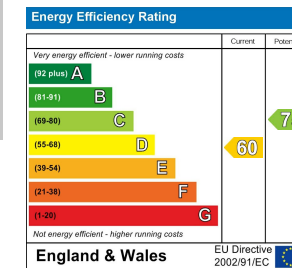 Energy Efficiency Rating
Current
Very energy efficient - lower running costs
(92 plus) A
(81-91) B
(69-80) C
(55-68) D
60
(39-54) E
(21-38) F
(1-20) G
Not energy efficient - higher running costs
England & Wales
EU Directive
2002/91/EC